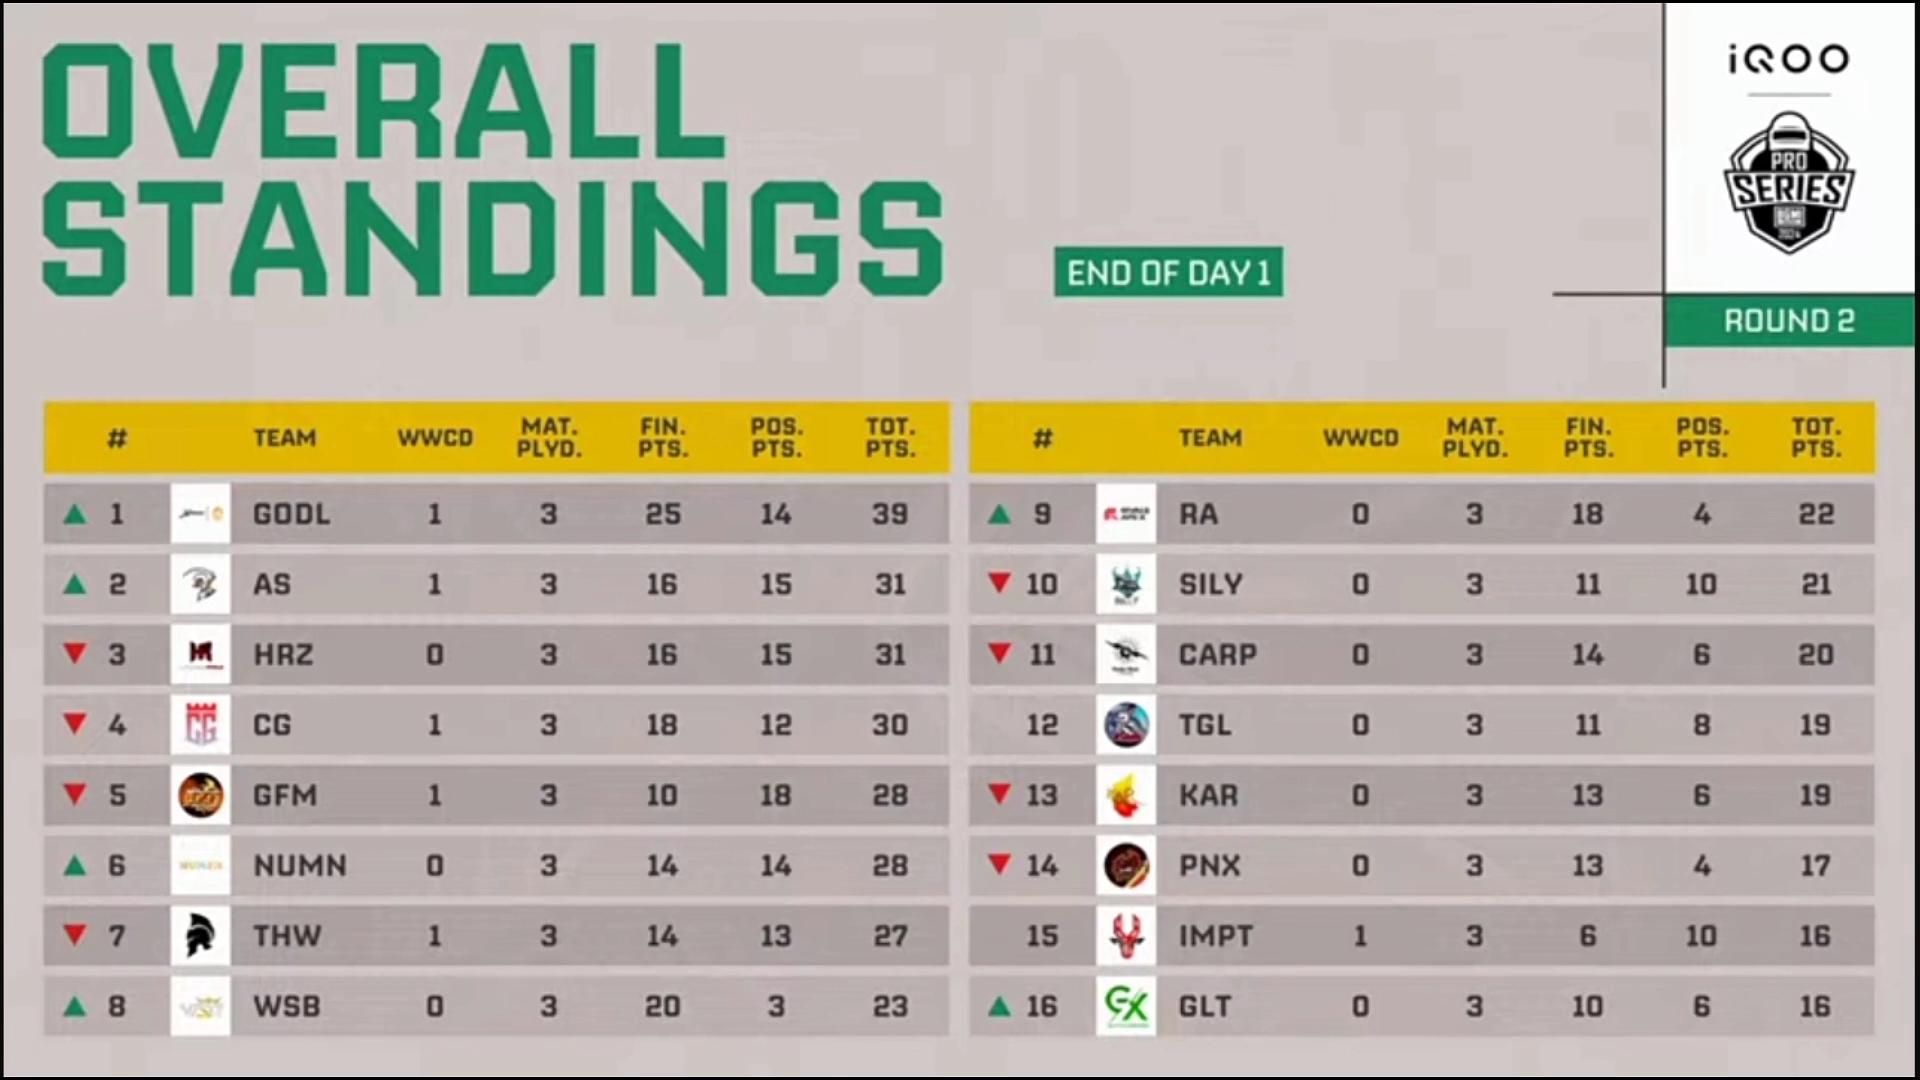 OVERALL
STANDINGS
END OF DAY 1
iQOO
PRO
SERIES
BGMI
2024
ROUND 2
# TEAM WWCD MAT. PLYD. FIN. PTS. POS. PTS. TOT. PTS.
1 GODL 1 3 25 14 39
2 AS 1 3 16 15 31
3 HRZ 0 3 16 15 31
4 CG 1 3 18 12 30
5 GFM 1 3 10 18 28
6 NUMN 0 3 14 14 28
7 THW 1 3 14 13 27
8 WSB 0 3 20 3 23
# TEAM WWCD MAT. PLYD. FIN. PTS. POS. PTS. TOT. PTS.
9 RA 0 3 18 4 22
10 SILY 0 3 11 10 21
11 CARP 0 3 14 6 20
12 TGL 0 3 11 8 19
13 KAR 0 3 13 6 19
14 PNX 0 3 13 4 17
15 IMPT 1 3 6 10 16
16 GLT 0 3 10 6 16